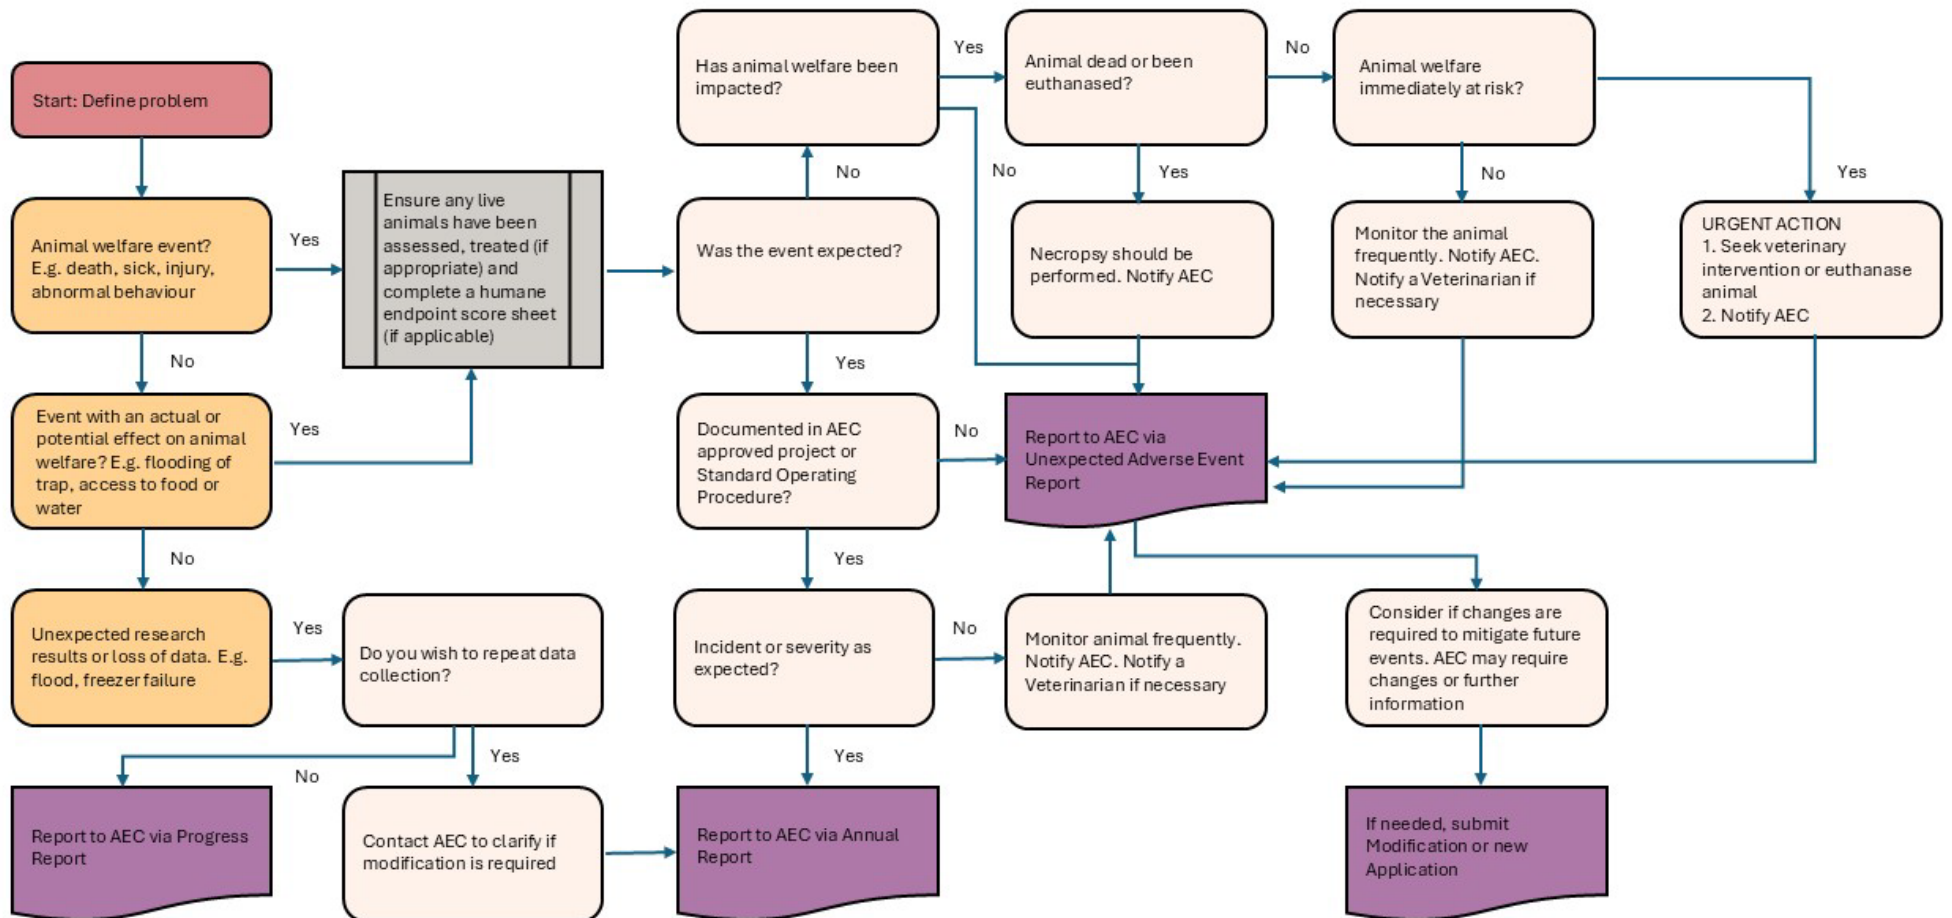 Start: Define problem
Animal welfare event?
E.g. death, sick, injury,
abnormal behaviour
Yes
No
Event with an actual or
potential effect on animal
welfare? E.g. flooding of
trap, access to food or
water
Yes
No
Unexpected research
results or loss of data. E.g.
flood, freezer failure
Yes
Do you wish to repeat data
collection?
No
Yes
Report to AEC via Progress
Report
Contact AEC to clarify if
modification is required
Ensure any live
animals have been
assessed, treated (if
appropriate) and
complete a humane
endpoint score sheet
(if applicable)
Was the event expected?
No
Yes
Has animal welfare been
impacted?
Yes
No
Animal dead or been
euthanased?
No
Yes
Animal welfare
immediately at risk?
No
Yes
Necropsy should be
performed. Notify AEC
Monitor the animal
frequently. Notify AEC.
Notify a Veterinarian if
necessary
URGENT ACTION
1. Seek veterinary
intervention or euthanase
animal
2. Notify AEC
Documented in AEC
approved project or
Standard Operating
Procedure?
No
Yes
Report to AEC via
Unexpected Adverse Event
Report
Incident or severity as
expected?
No
Yes
Monitor animal frequently.
Notify AEC. Notify a
Veterinarian if necessary
Consider if changes are
required to mitigate future
events. AEC may require
changes or further
information
Report to AEC via Annual
Report
If needed, submit
Modification or new
Application